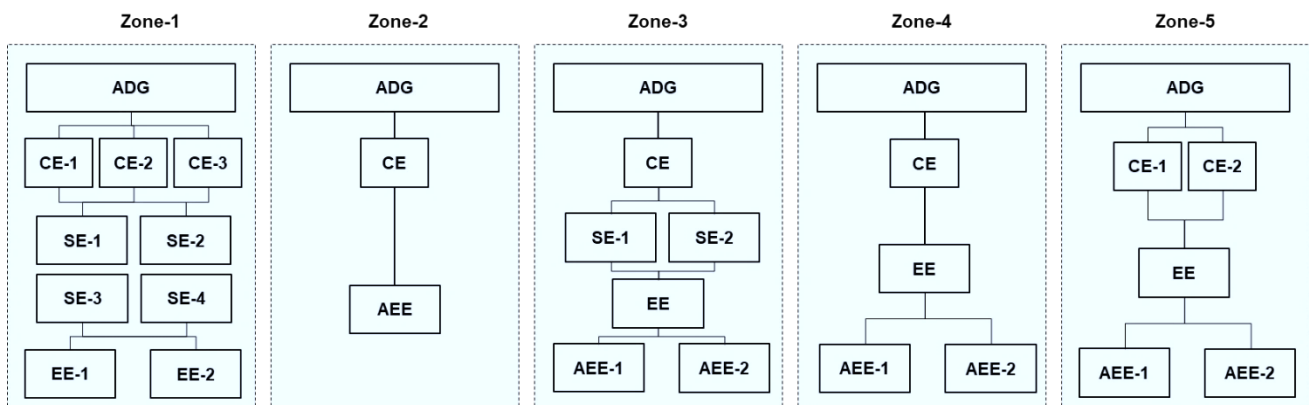 Zone-1 Zone-2 Zone-3 Zone-4 Zone-5
ADG ADG ADG ADG ADG
CE-1 CE-2 CE-3 CE CE CE CE-1 CE-2
SE-1 SE-2 SE-1 SE-2
EE EE
SE-3 SE-4 AEE EE
EE-1 EE-2 AEE-1 AEE-2 AEE-1 AEE-2 AEE-1 AEE-2